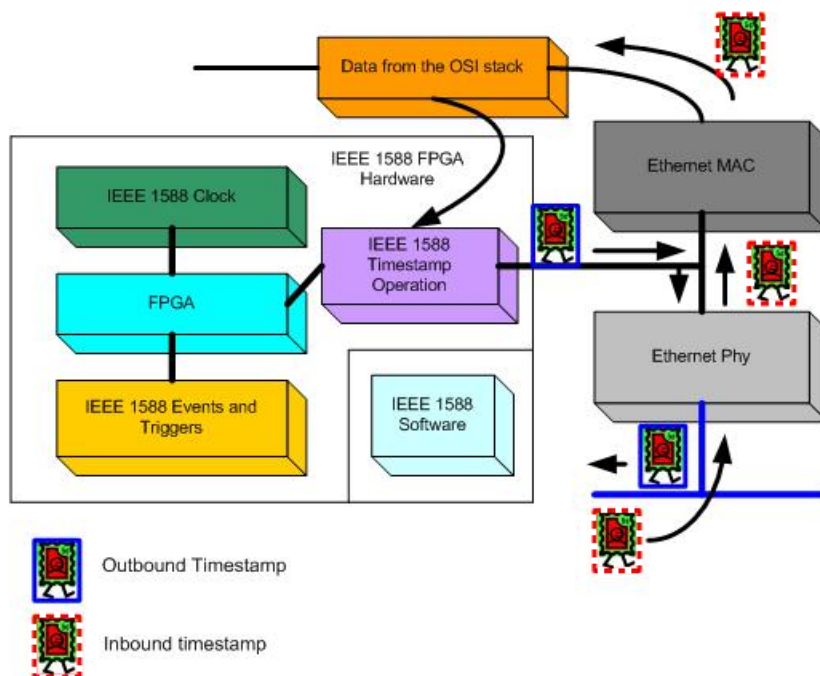 Data from the OSI stack
IEEE 1588 FPGA
Hardware
Ethernet MAC
IEEE 1588 Clock
IEEE 1588
Timestamp
Operation
FPGA
Ethernet Phy
IEEE 1588 Events and
Triggers
IEEE 1588
Software
Outbound Timestamp
Inbound timestamp